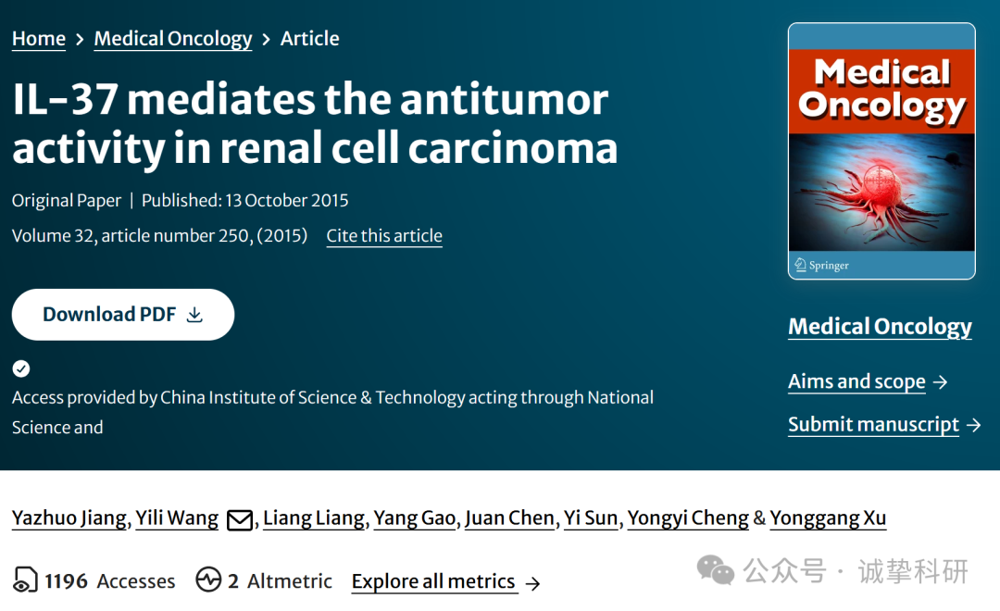 Home > Medical Oncology > Article
IL-37 mediates the antitumor
activity in renal cell carcinoma
Original Paper | Published: 13 October 2015
Volume 32, article number 250, (2015) Cite this article
Download PDF
Access provided by China Institute of Science & Technology acting through National
Science and
Medical
Oncology
Springer
Medical Oncology
Aims and scope →
Submit manuscript →
Yazhuo Jiang, Yili Wang, Liang Liang, Yang Gao, Juan Chen, Yi Sun, Yongyi Cheng & Yonggang Xu
1196 Accesses 2 Altmetric Explore all metrics →
公众号 · 诚挚科研